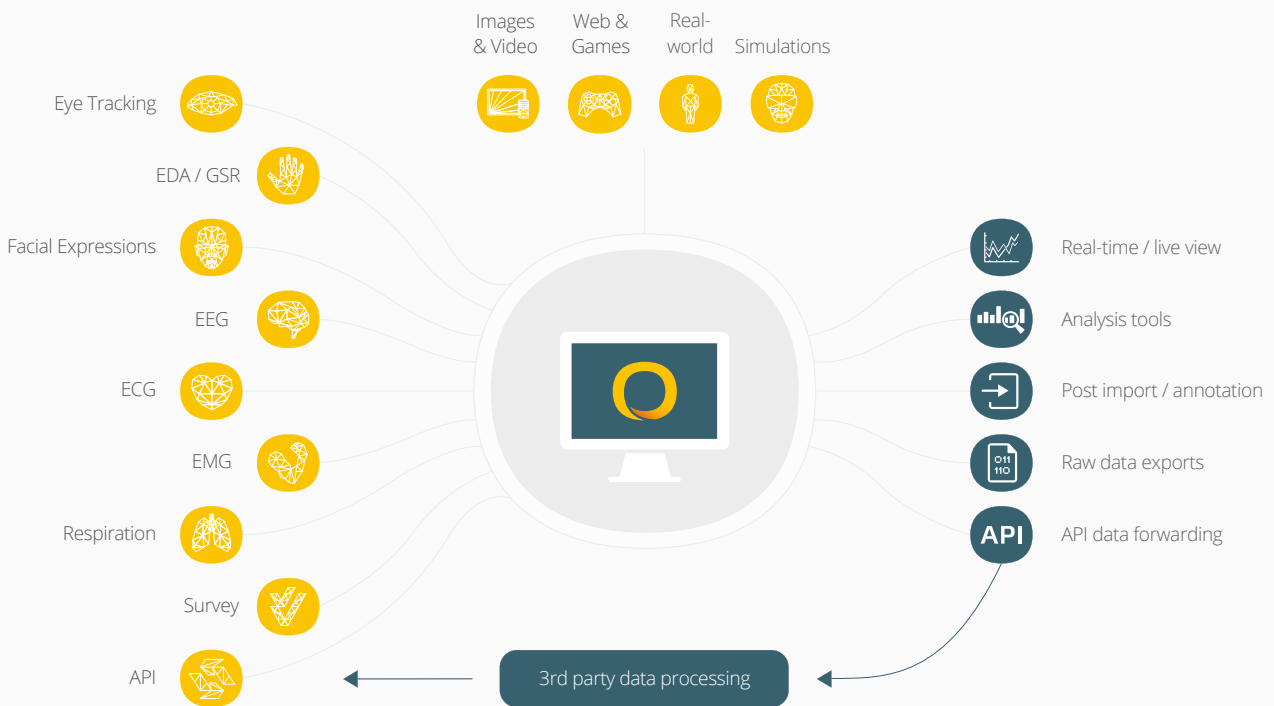 Images
& Video
Web &
Games
Real-
world
Simulations
Eye Tracking
EDA / GSR
Facial Expressions
EEG
ECG
EMG
Respiration
Survey
API
Real-time / live view
Analysis tools
Post import / annotation
Raw data exports
011
110
API
API data forwarding
3rd party data processing